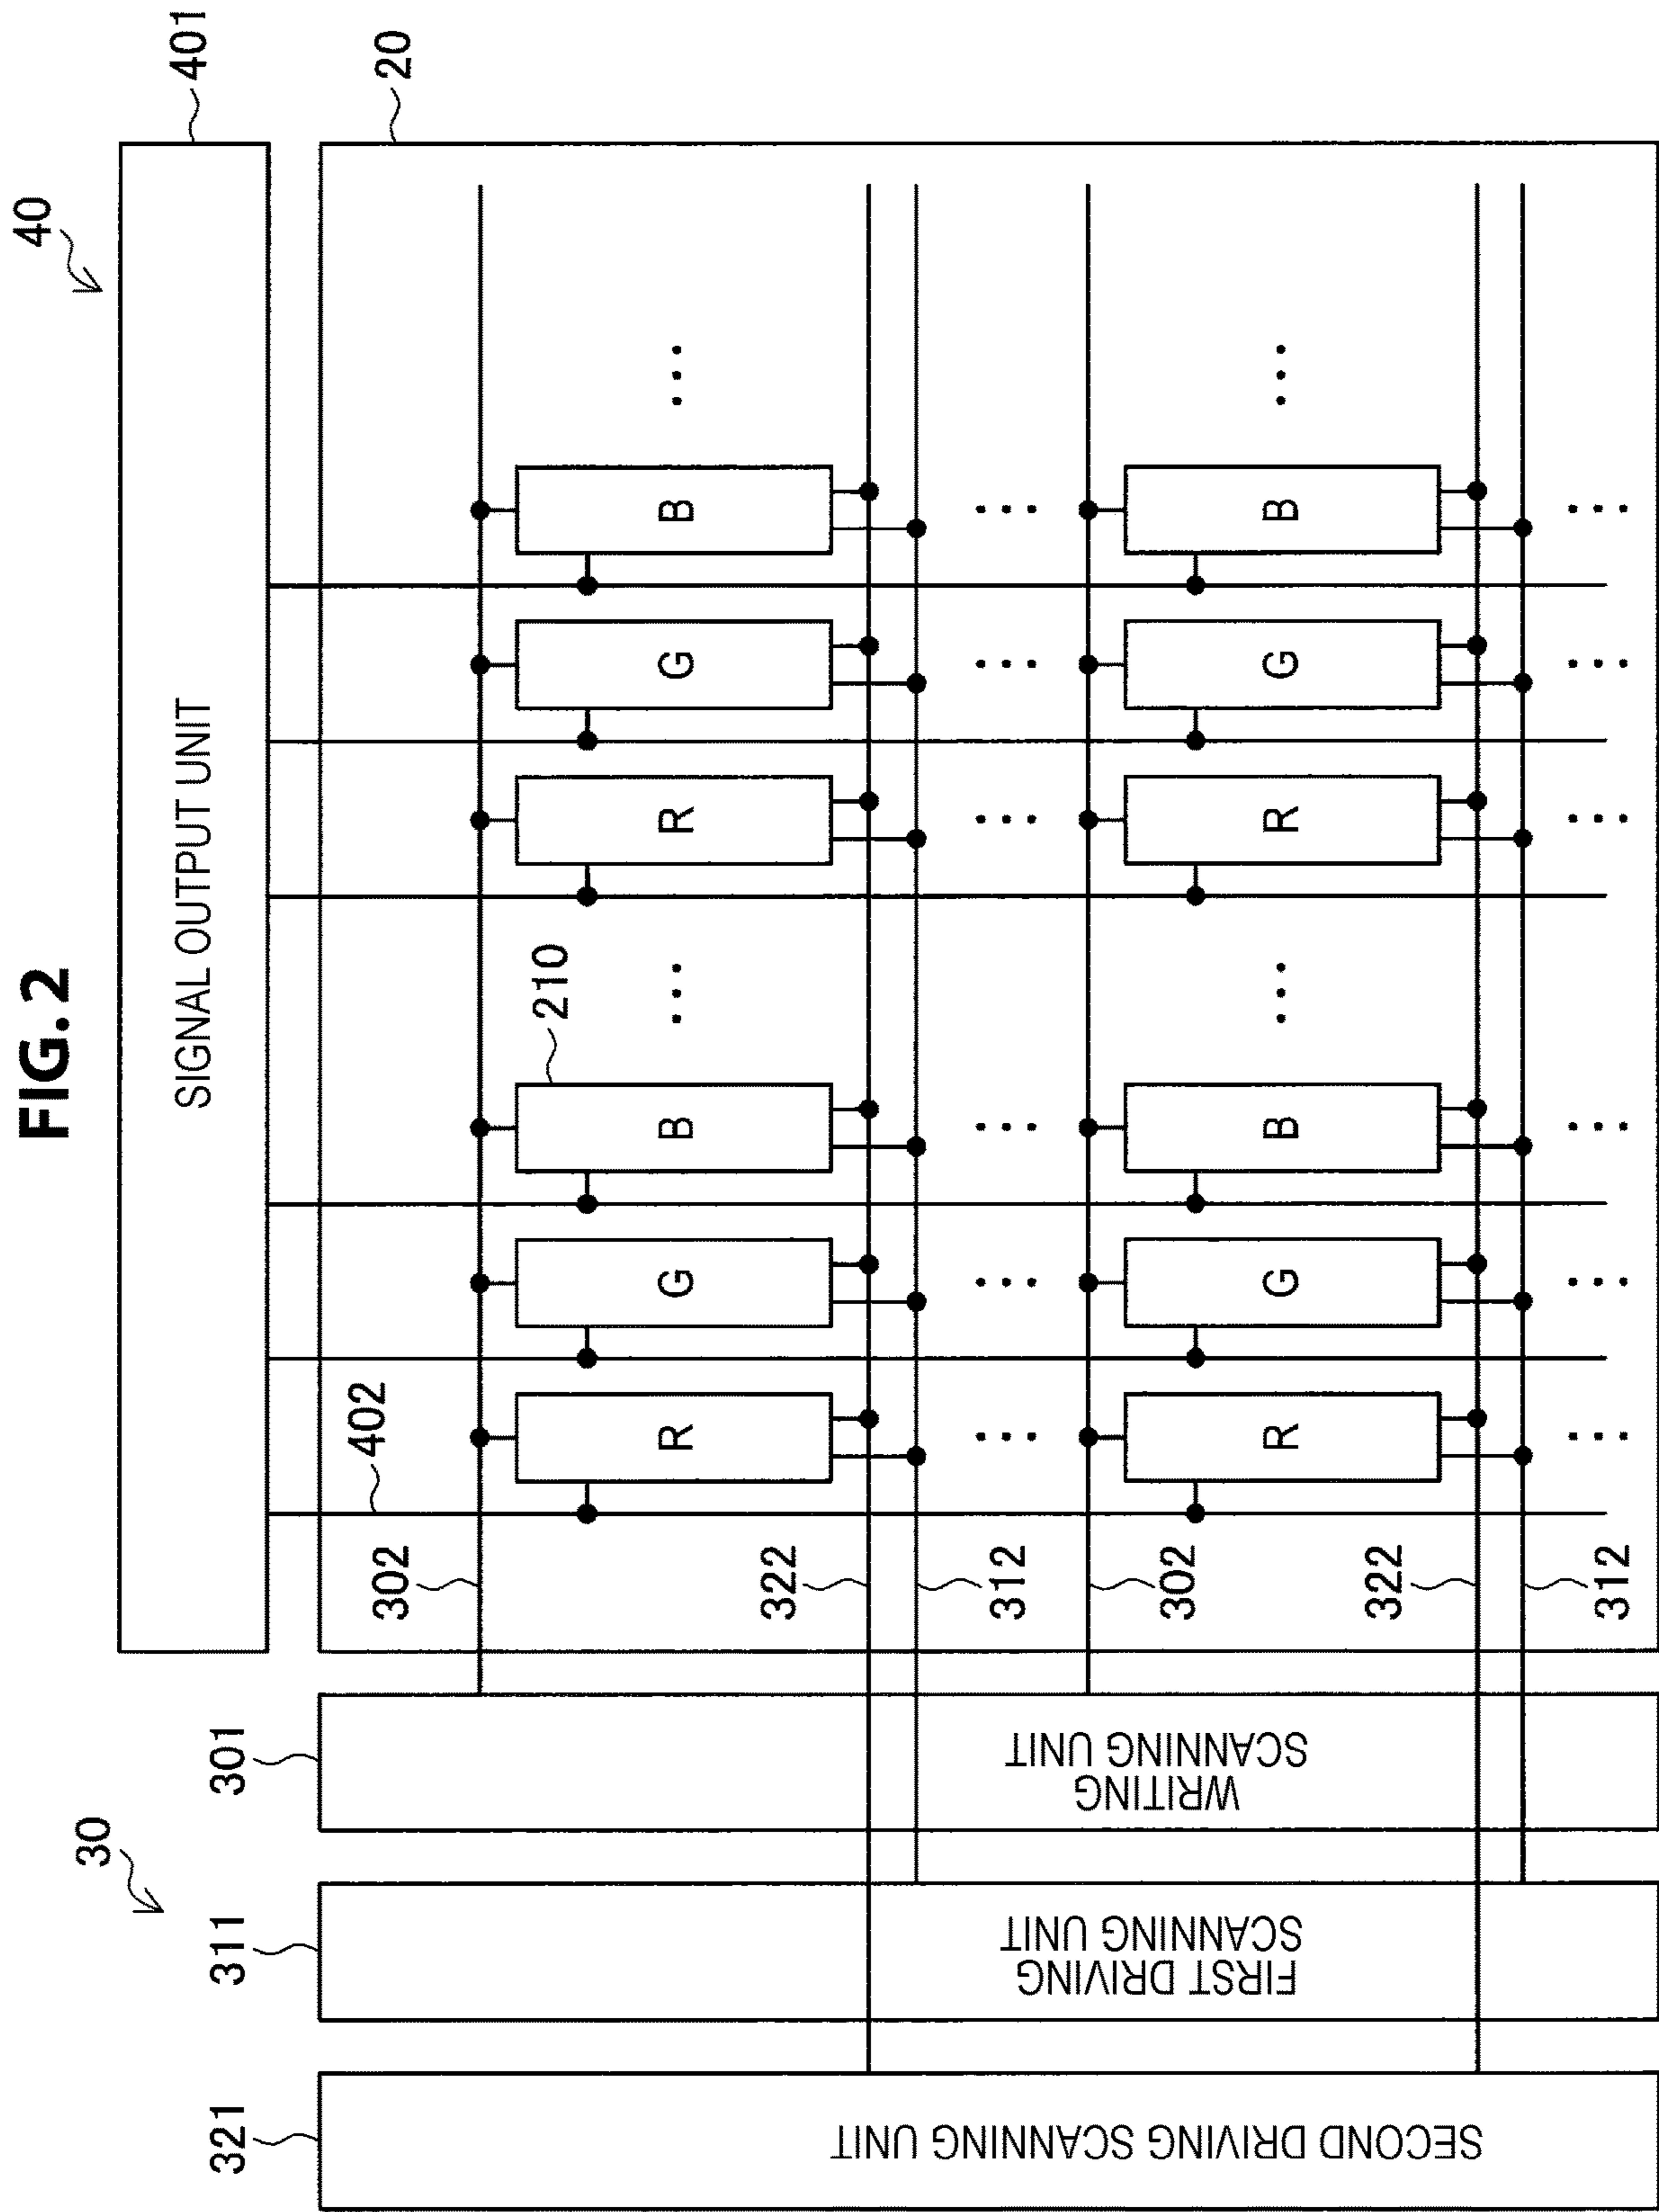 FIG.2
40
401
SIGNAL OUTPUT UNIT
20
402
302
R
G
B
210
...
R
G
B
...
322
312
... ... ... ... ... ...
302
R
G
B
...
R
G
B
...
322
312
... ... ... ... ... ...
30
301
WRITING
SCANNING UNIT
311
FIRST DRIVING
SCANNING UNIT
321
SECOND DRIVING SCANNING UNIT